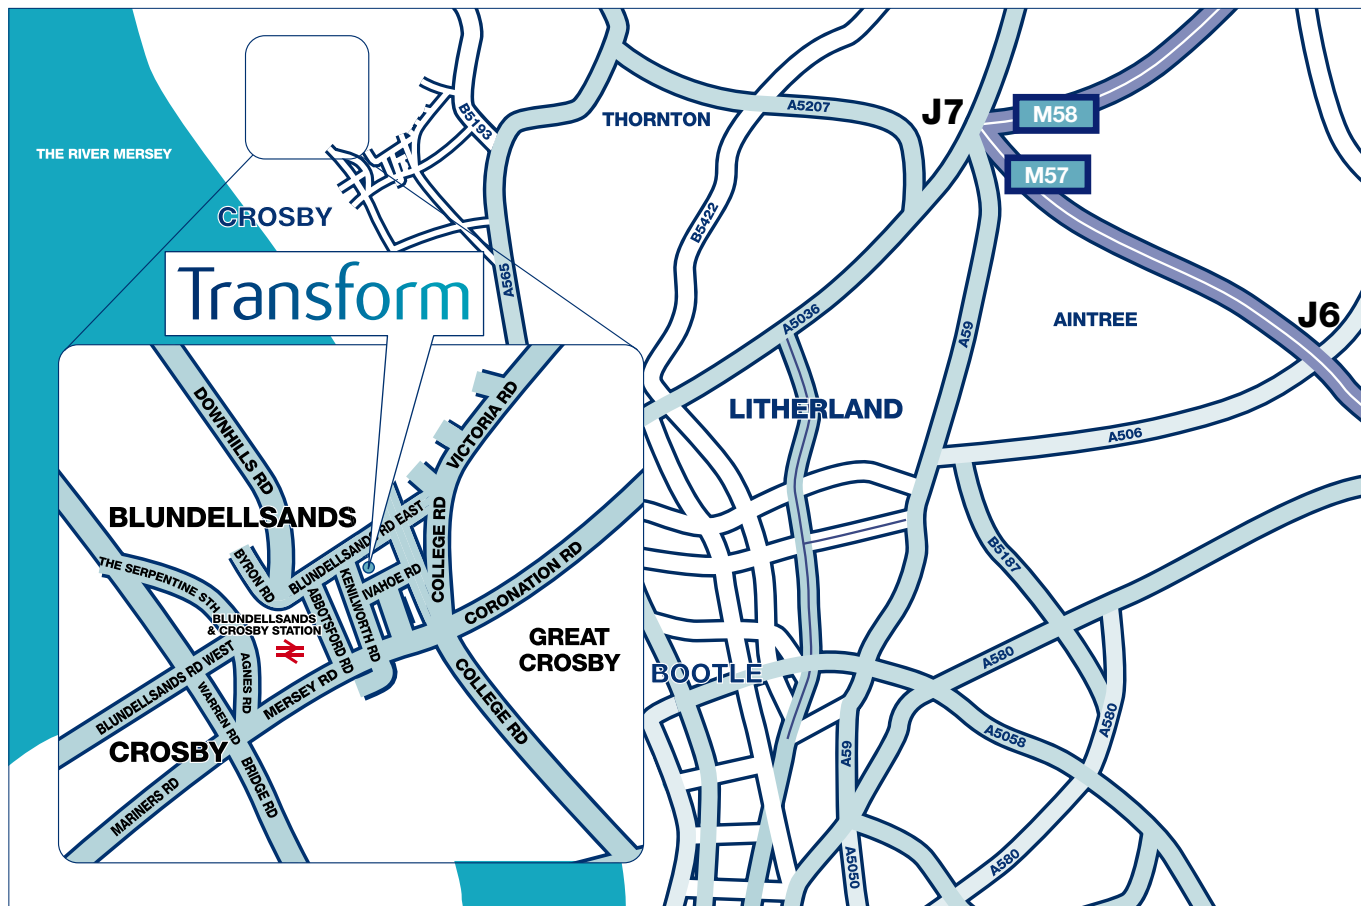 THE RIVER MERSEY
CROSBY
B5193
THORNTON
A5207
J7
M58
M57
B5422
A565
A5036
A59
AINTREE
J6
LITHERLAND
A506
B5187
BOOTLE
A580
A580
A5058
A59
A580
A5050
Transform
DOWNHILLS RD
VICTORIA RD
BLUNDELLSANDS
BLUNDELLSANDS RD EAST
COLLEGE RD
BYRON RD
THE SERPENTINE STH
KENILWORTH RD
IVAHOE RD
ABBOTSFORD RD
CORONATION RD
BLUNDELLSANDS
& CROSBY STATION
GREAT
CROSBY
BLUNDELLSANDS RD WEST
AGNES RD
WARREN RD
MERSEY RD
COLLEGE RD
CROSBY
MARINERS RD
BRIDGE RD